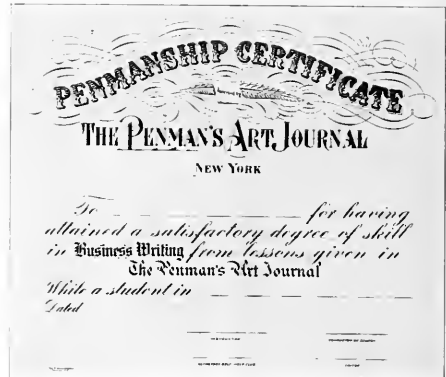 PENMANSHIP CERTIFICATE
THE PENMAN'S ART JOURNAL
NEW YORK
To for having
attained a satisfactory degree of skill
in Business Writing from lessons given in
The Penman's Art Journal
While a student in
Dated